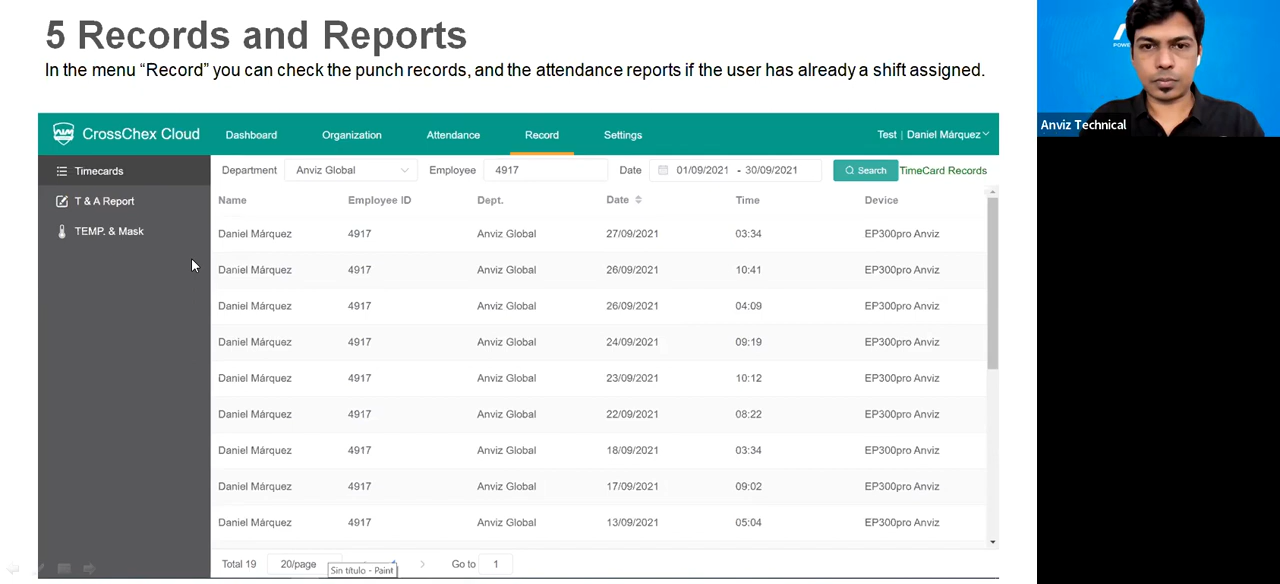 5 Records and Reports
In the menu “Record” you can check the punch records, and the attendance reports if the user has already a shift assigned.
POWE
Anviz Technical
CrossChex Cloud Dashboard Organization Attendance Record Settings Test | Daniel Márquez
Timecards
T & A Report
TEMP. & Mask
Department Anviz Global Employee 4917 Date 01/09/2021 - 30/09/2021 Search TimeCard Records
Name Employee ID Dept. Date Time Device
Daniel Márquez 4917 Anviz Global 27/09/2021 03:34 EP300pro Anviz
Daniel Márquez 4917 Anviz Global 26/09/2021 10:41 EP300pro Anviz
Daniel Márquez 4917 Anviz Global 26/09/2021 04:09 EP300pro Anviz
Daniel Márquez 4917 Anviz Global 24/09/2021 09:19 EP300pro Anviz
Daniel Márquez 4917 Anviz Global 23/09/2021 10:12 EP300pro Anviz
Daniel Márquez 4917 Anviz Global 22/09/2021 08:22 EP300pro Anviz
Daniel Márquez 4917 Anviz Global 18/09/2021 03:34 EP300pro Anviz
Daniel Márquez 4917 Anviz Global 17/09/2021 09:02 EP300pro Anviz
Daniel Márquez 4917 Anviz Global 13/09/2021 05:04 EP300pro Anviz
Total 19 20/page Go to 1
Sin título - Paint